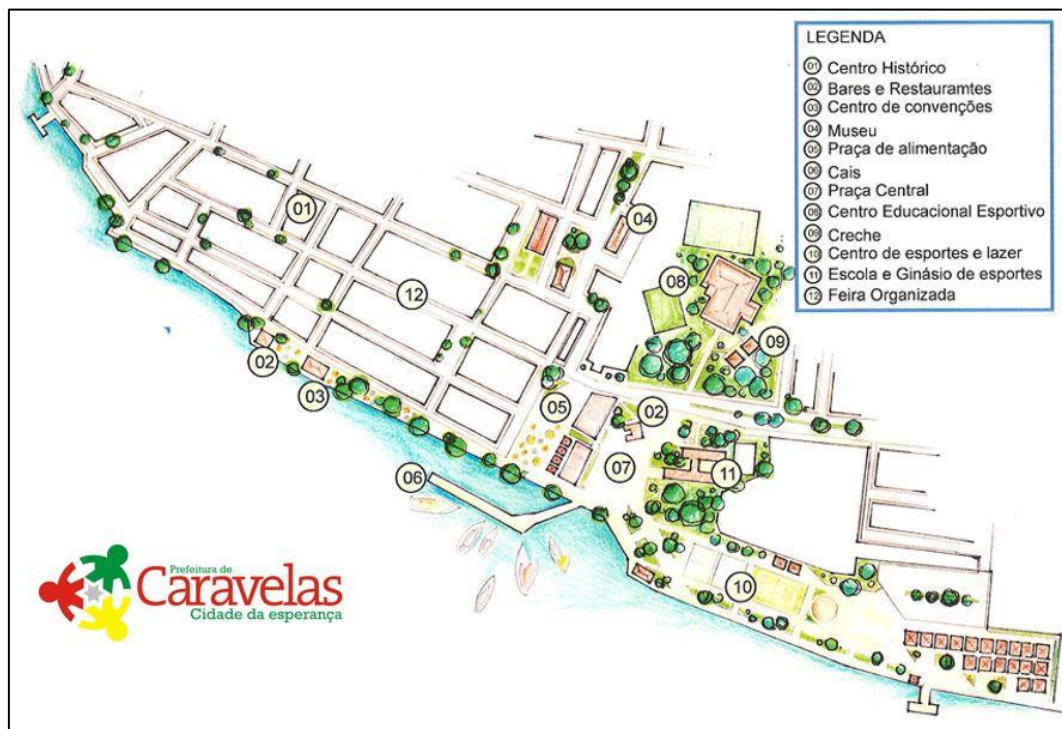 LEGENDA
01 Centro Histórico
02 Bares e Restauramtes
03 Centro de convenções
04 Museu
05 Praça de alimentação
06 Cais
07 Praça Central
08 Centro Educacional Esportivo
09 Creche
10 Centro de esportes e lazer
11 Escola e Ginásio de esportes
12 Feira Organizada
01
04
08
12
09
02
03
05
02
07
11
06
10
Prefeitura de
Caravelas
Cidade da esperança